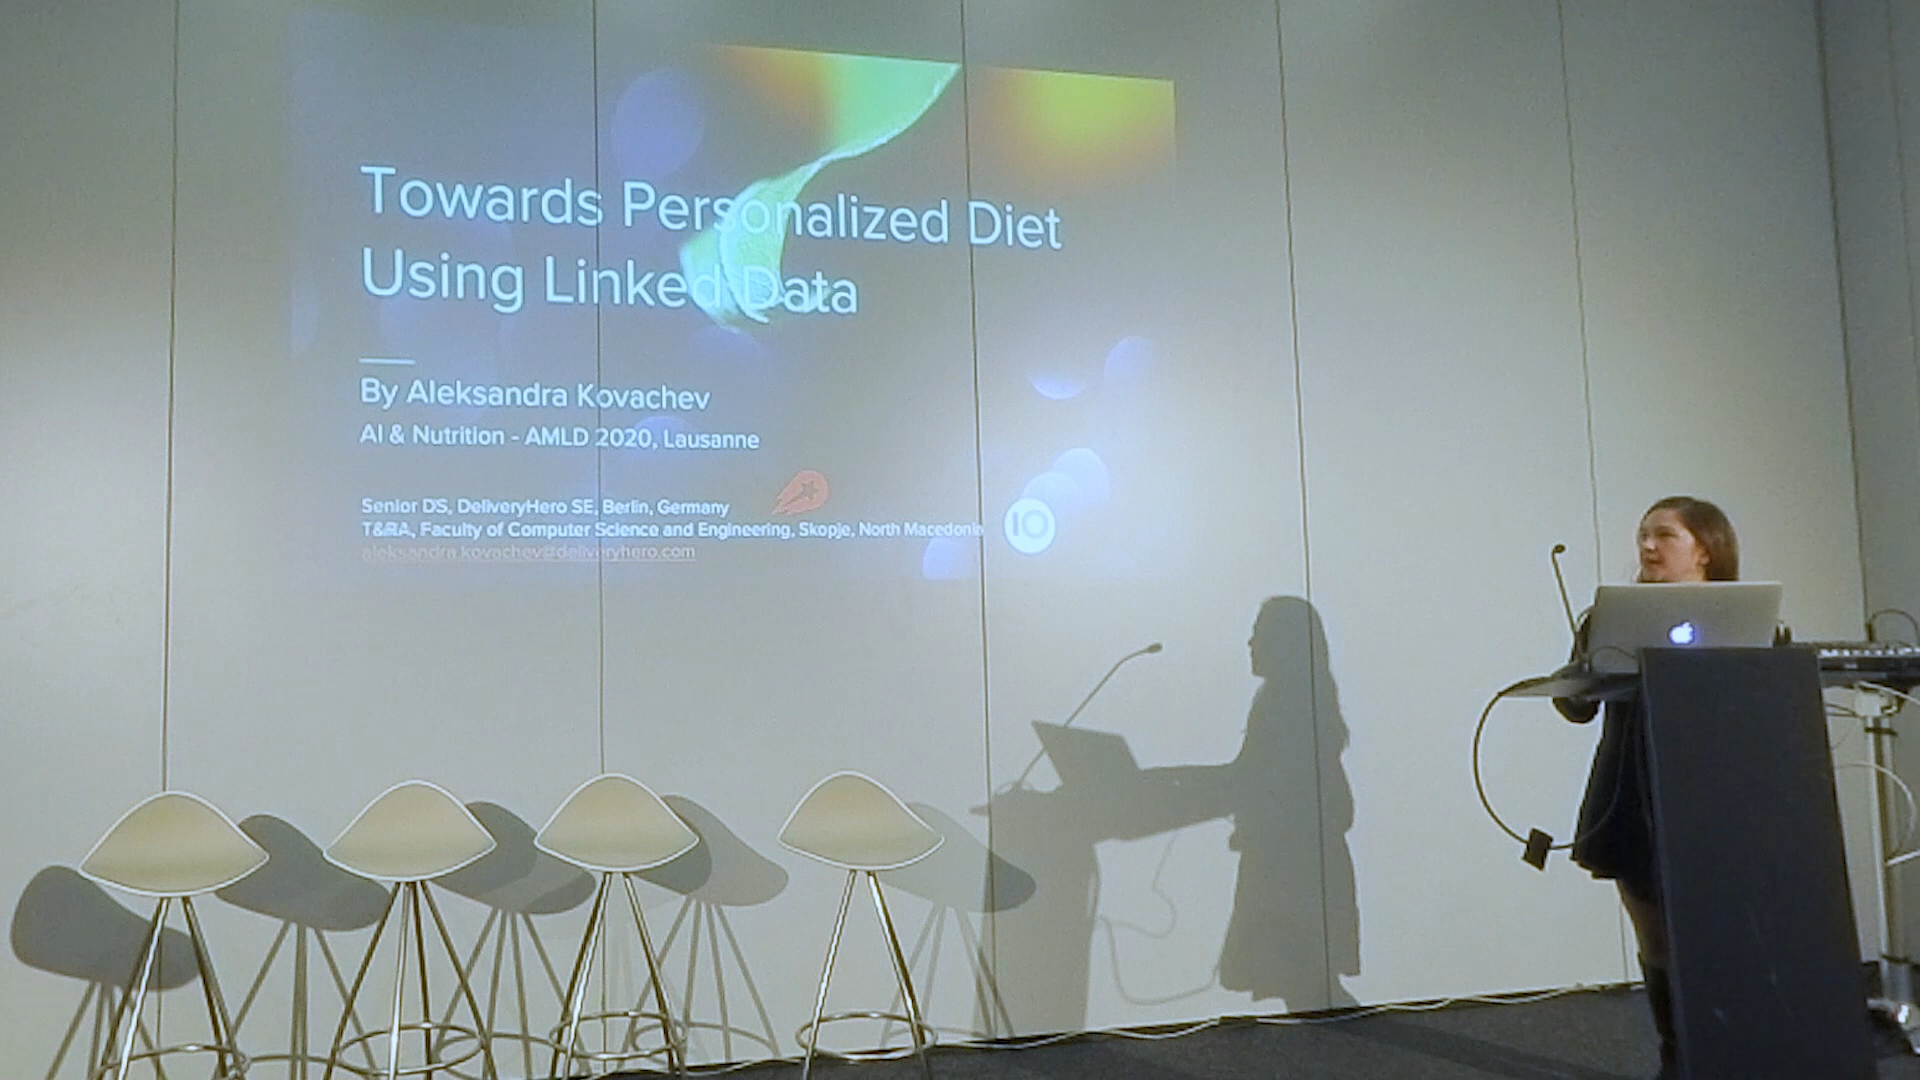 Towards Personalized Diet
Using Linked Data
By Aleksandra Kovachev
AI & Nutrition - AMLD 2020, Lausanne
Senior DS, DeliveryHero SE, Berlin, Germany
T&RA, Faculty of Computer Science and Engineering, Skopje, North Macedonia
aleksandra.kovachev@deliveryhero.com
IO